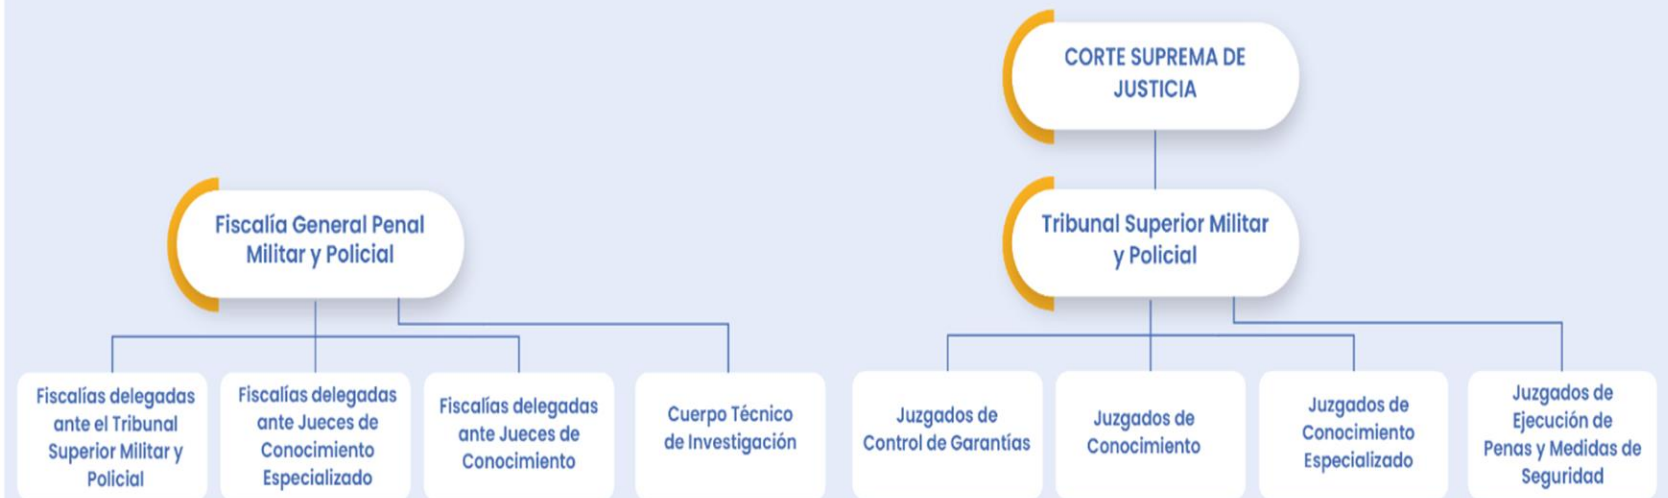 CORTE SUPREMA DE
JUSTICIA
Fiscalía General Penal
Militar y Policial
Tribunal Superior Militar
y Policial
Fiscalías delegadas
ante el Tribunal
Superior Militar y
Policial
Fiscalías delegadas
ante Jueces de
Conocimiento
Especializado
Fiscalías delegadas
ante Jueces de
Conocimiento
Cuerpo Técnico
de Investigación
Juzgados de
Control de Garantías
Juzgados de
Conocimiento
Juzgados de
Conocimiento
Especializado
Juzgados de
Ejecución de
Penas y Medidas de
Seguridad